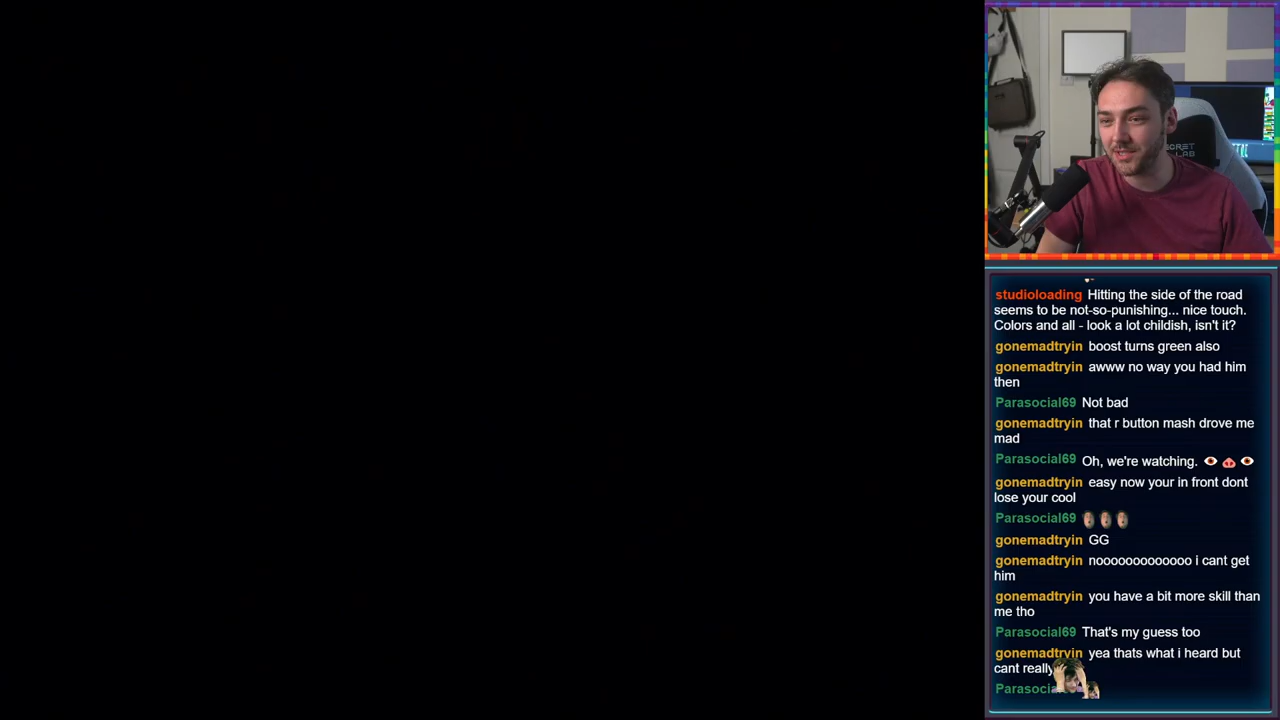 studioloading Hitting the side of the road
seems to be not-so-punishing... nice touch.
Colors and all - look a lot childish, isn't it?
gonemadtryin boost turns green also
gonemadtryin awww no way you had him
then
Parasocial69 Not bad
gonemadtryin that r button mash drove me
mad
Parasocial69 Oh, we're watching.
gonemadtryin easy now your in front dont
lose your cool
Parasocial69
gonemadtryin GG
gonemadtryin nooooooooooooo i cant get
him
gonemadtryin you have a bit more skill than
me tho
Parasocial69 That's my guess too
gonemadtryin yea thats what i heard but
cant really